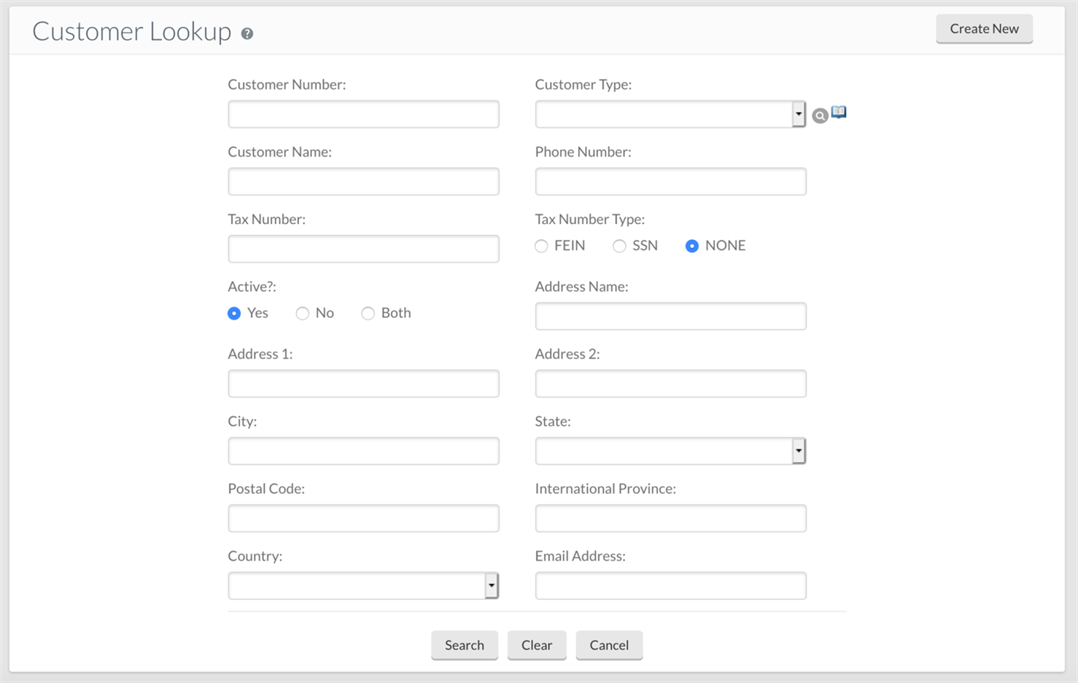 Customer Lookup ?
Create New
Customer Number:
Customer Type:
Customer Name:
Phone Number:
Tax Number:
Tax Number Type:
FEIN SSN NONE
Active?:
Yes No Both
Address Name:
Address 1:
Address 2:
City:
State:
Postal Code:
International Province:
Country:
Email Address:
Search Clear Cancel